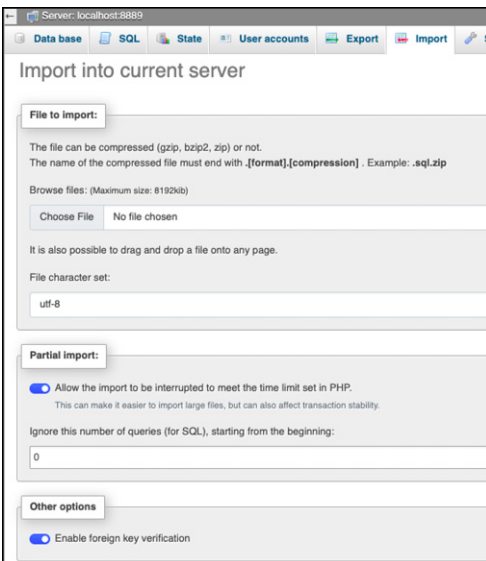 Server: localhost:8889
Data base SQL State User accounts Export Import
Import into current server
File to import:
The file can be compressed (gzip, bzip2, zip) or not.
The name of the compressed file must end with .[format].[compression] . Example: .sql.zip
Browse files: (Maximum size: 8192kib)
Choose File No file chosen
It is also possible to drag and drop a file onto any page.
File character set:
utf-8
Partial import:
Allow the import to be interrupted to meet the time limit set in PHP.
This can make it easier to import large files, but can also affect transaction stability.
Ignore this number of queries (for SQL), starting from the beginning:
0
Other options
Enable foreign key verification